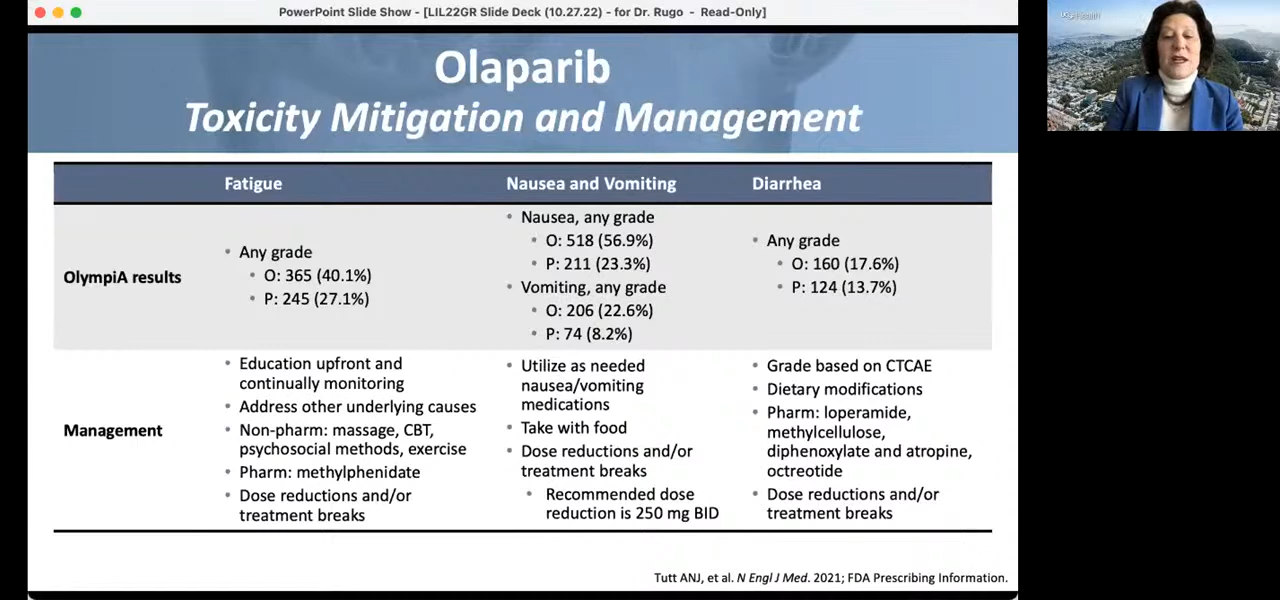 PowerPoint Slide Show - [LIL22GR Slide Deck (10.27.22) - for Dr. Rugo - Read-Only]
Olaparib
Toxicity Mitigation and Management
Fatigue
Nausea and Vomiting
Diarrhea
OlympiA results
• Any grade
• O: 365 (40.1%)
• P: 245 (27.1%)
• Nausea, any grade
• O: 518 (56.9%)
• P: 211 (23.3%)
• Vomiting, any grade
• O: 206 (22.6%)
• P: 74 (8.2%)
• Any grade
• O: 160 (17.6%)
• P: 124 (13.7%)
Management
• Education upfront and
continually monitoring
• Address other underlying causes
• Non-pharm: massage, CBT,
psychosocial methods, exercise
• Pharm: methylphenidate
• Dose reductions and/or
treatment breaks
• Utilize as needed
nausea/vomiting
medications
• Take with food
• Dose reductions and/or
treatment breaks
• Recommended dose
reduction is 250 mg BID
• Grade based on CTCAE
• Dietary modifications
• Pharm: loperamide,
methylcellulose,
diphenoxylate and atropine,
octreotide
• Dose reductions and/or
treatment breaks
Tutt ANJ, et al. N Engl J Med. 2021; FDA Prescribing Information.